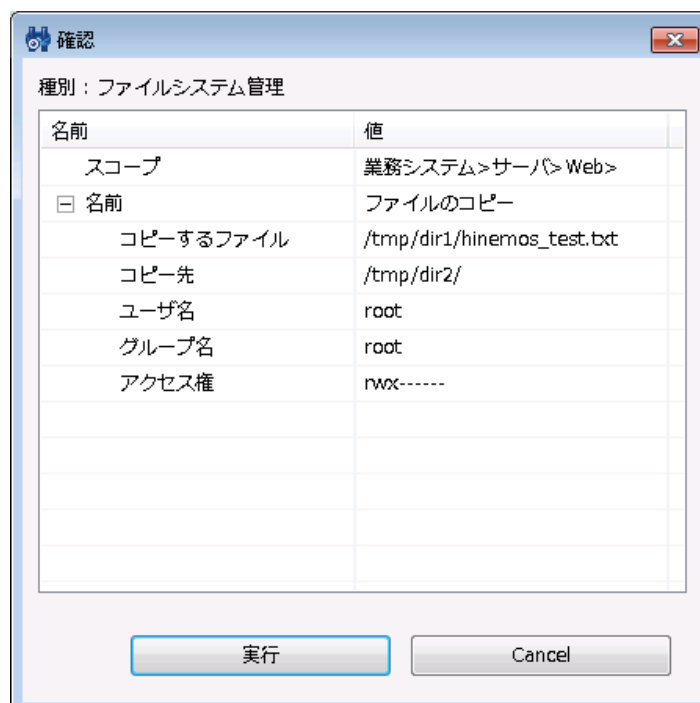 確認
種別：ファイルシステム管理
名前 値
スコープ 業務システム>サーバ>Web>
名前 ファイルのコピー
コピーするファイル /tmp/dir1/hinemos_test.txt
コピー先 /tmp/dir2/
ユーザ名 root
グループ名 root
アクセス権 rwx------
実行 Cancel